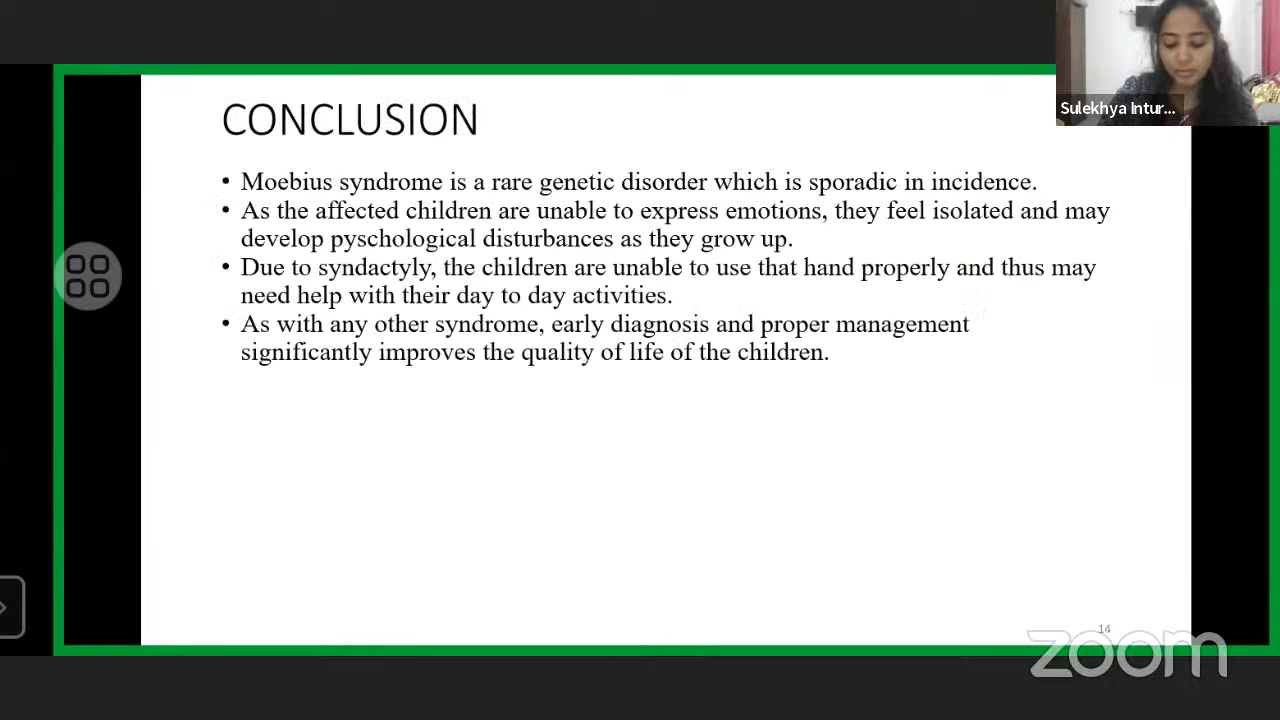 Sulekhya Intur...
CONCLUSION
• Moebius syndrome is a rare genetic disorder which is sporadic in incidence.
• As the affected children are unable to express emotions, they feel isolated and may
develop pyschological disturbances as they grow up.
• Due to syndactyly, the children are unable to use that hand properly and thus may
need help with their day to day activities.
• As with any other syndrome, early diagnosis and proper management
significantly improves the quality of life of the children.
14
zoom